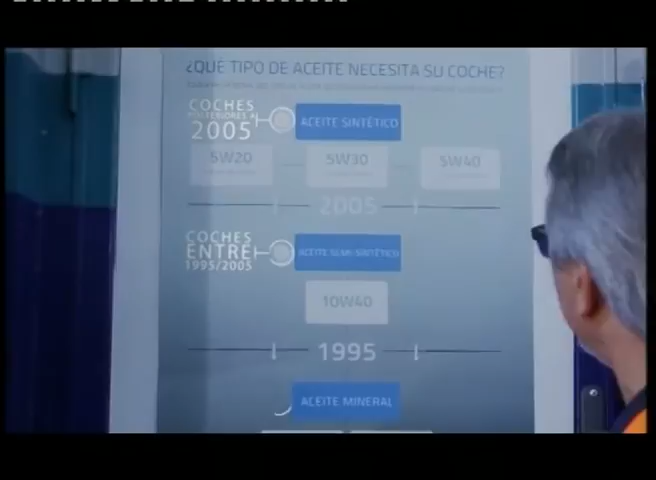 ¿QUE TIPO DE ACEITE NECESITA SU COCHE?
COCHES
POSTERIORES A
2005
ACEITE SINTÉTICO
5W20
5W30
5W40
2005
COCHES
ENTRE
1995/2005
ACEITE SEMI-SINTÉTICO
10W40
1995
ACEITE MINERAL